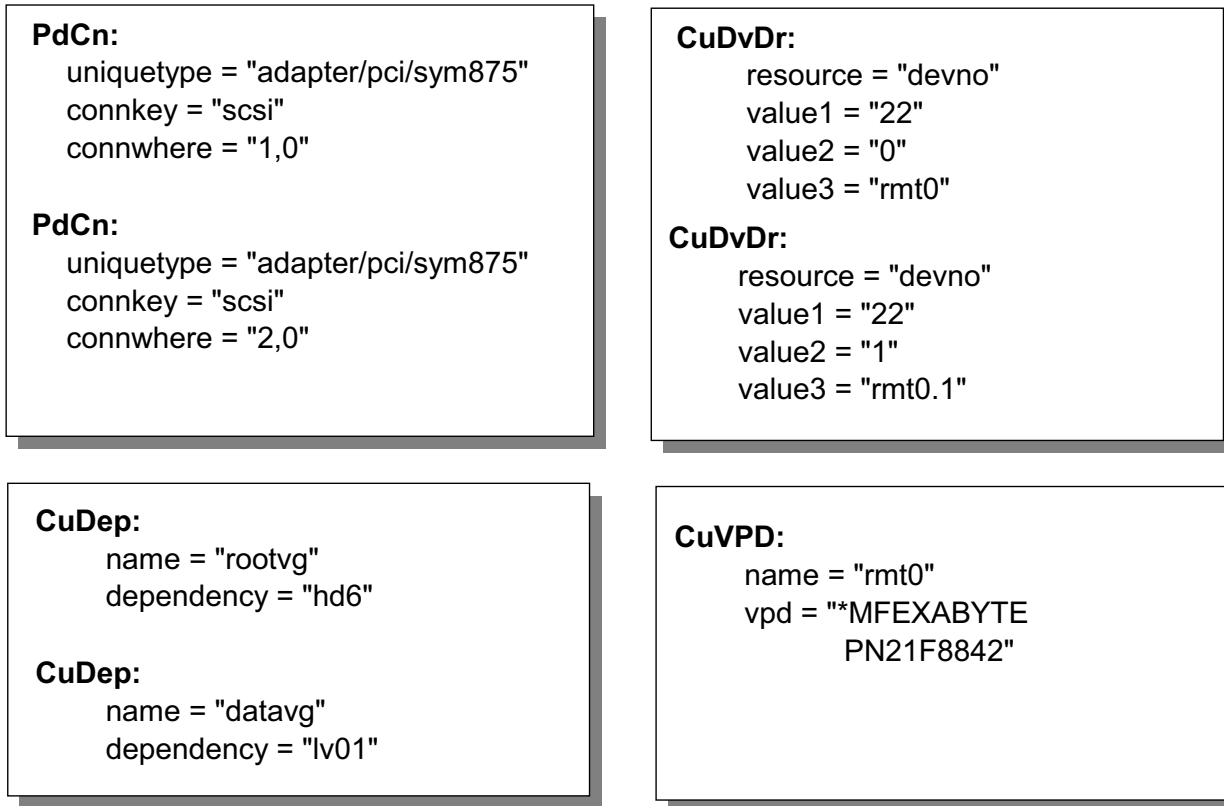 PdCn:
uniquetype = "adapter/pci/sym875"
connkey = "scsi"
connwhere = "1,0"
PdCn:
uniquetype = "adapter/pci/sym875"
connkey = "scsi"
connwhere = "2,0"
CuDvDr:
resource = "devno"
value1 = "22"
value2 = "0"
value3 = "rmt0"
CuDvDr:
resource = "devno"
value1 = "22"
value2 = "1"
value3 = "rmt0.1"
CuDep:
name = "rootvg"
dependency = "hd6"
CuDep:
name = "datavg"
dependency = "lv01"
CuVPD:
name = "rmt0"
vpd = "*MFEXABYTE
PN21F8842"